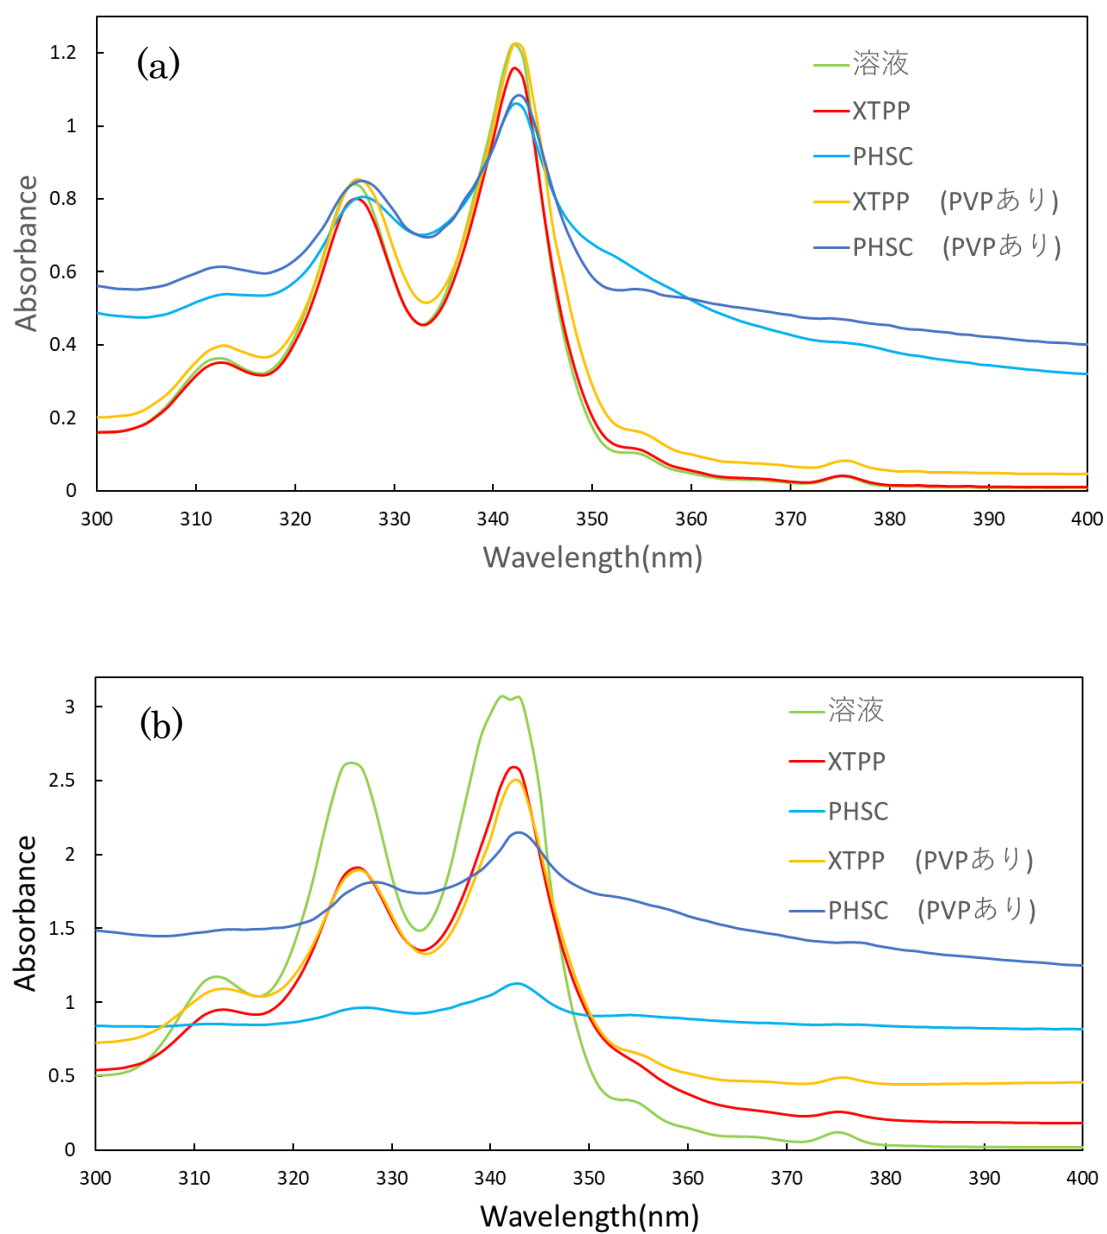 (a)
溶液
XTPP
PHSC
XTPP (PVPあり)
PHSC (PVPあり)
Absorbance
1.2
1
0.8
0.6
0.4
0.2
0
300 310 320 330 340 350 360 370 380 390 400
Wavelength(nm)
(b)
溶液
XTPP
PHSC
XTPP (PVPあり)
PHSC (PVPあり)
Absorbance
3
2.5
2
1.5
1
0.5
0
300 310 320 330 340 350 360 370 380 390 400
Wavelength(nm)